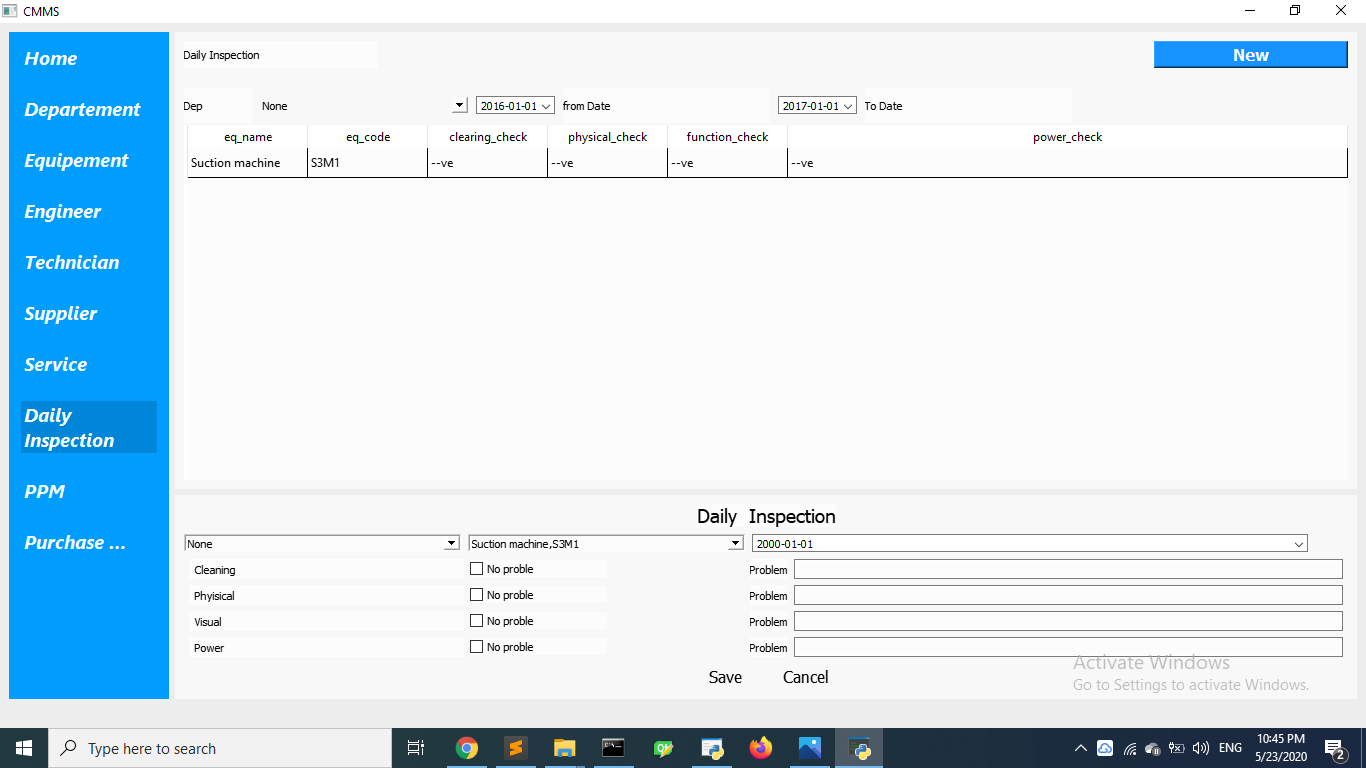 CMMS
Home
Departement
Equipement
Engineer
Technician
Supplier
Service
Daily
Inspection
PPM
Purchase ...
Daily Inspection
New
Dep None 2016-01-01 from Date 2017-01-01 To Date
eq_name eq_code clearing_check physical_check function_check power_check
Suction machine S3M1 --ve --ve --ve --ve
Daily Inspection
None Suction machine,S3M1 2000-01-01
Cleaning No proble Problem
Phyisical No proble Problem
Visual No proble Problem
Power No proble Problem
Save Cancel
Activate Windows
Go to Settings to activate Windows.
Type here to search
ENG
10:45 PM
5/23/2020
2